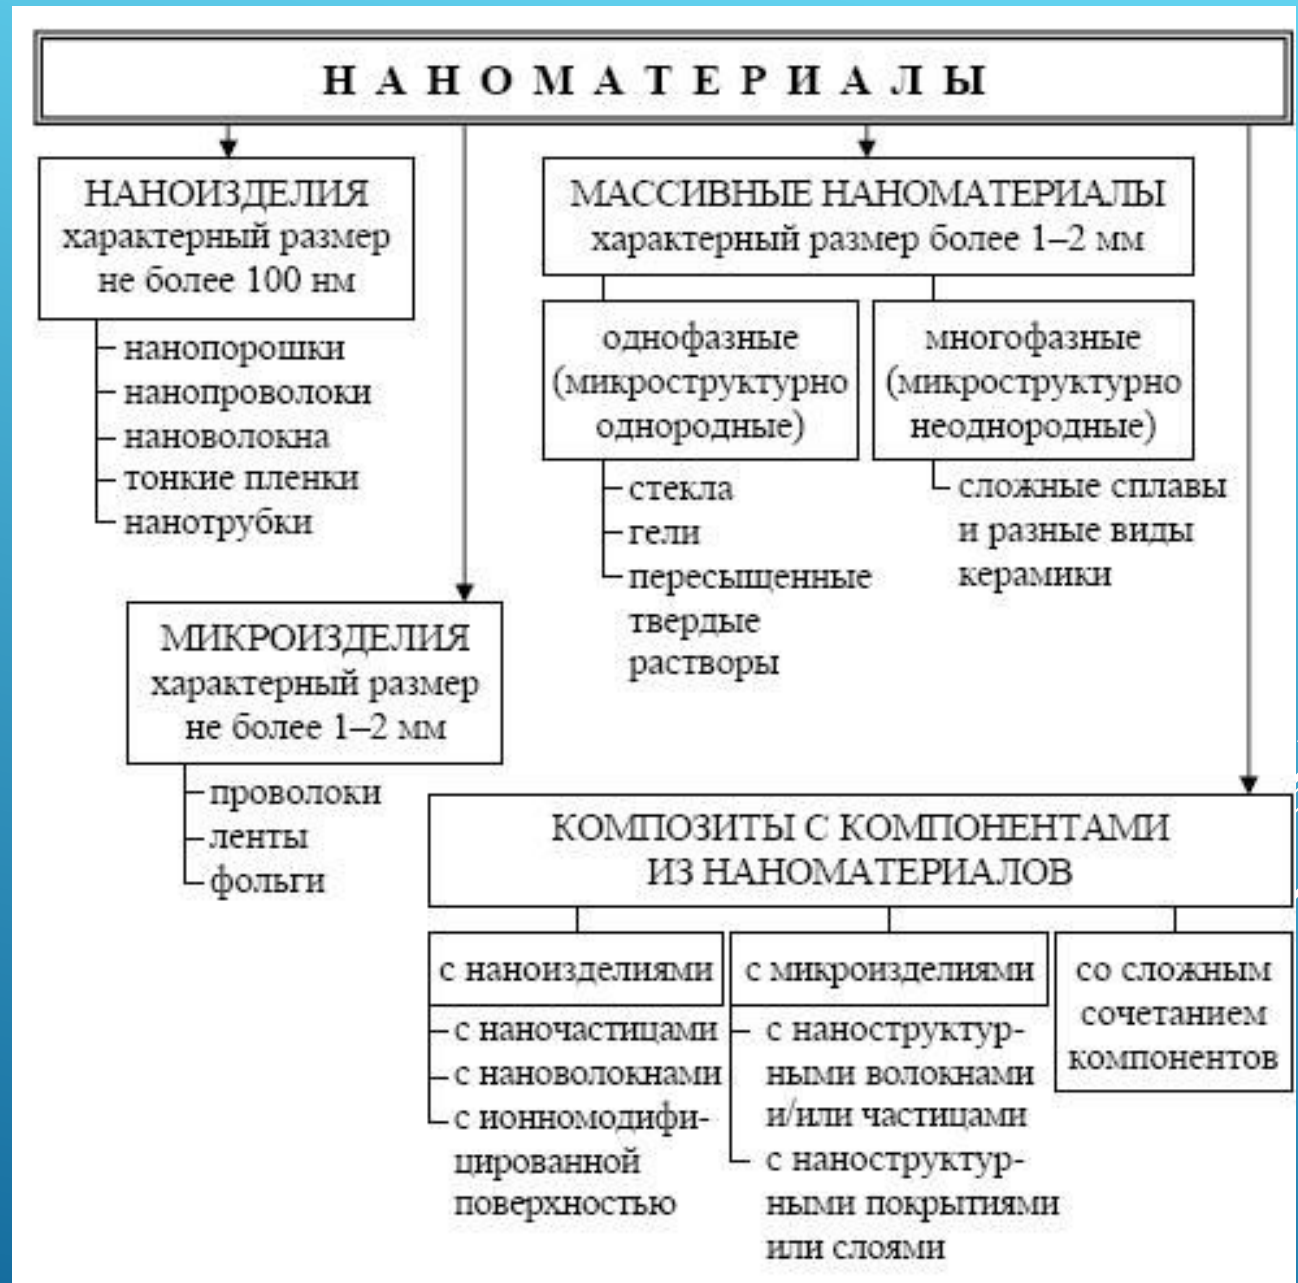 НАНОМАТЕРИАЛЫ
НАНОИЗДЕЛИЯ
характерный размер
не более 100 нм
нанопорошки
нанопроволоки
нановолокна
тонкие пленки
нанотрубки
МИКРОИЗДЕЛИЯ
характерный размер
не более 1–2 мм
проволоки
ленты
фольги
МАССИВНЫЕ НАНОМАТЕРИАЛЫ
характерный размер более 1–2 мм
однофазные
(микроструктурно
однородные)
стекла
гели
пересыщенные
твердые
растворы
многофазные
(микроструктурно
неоднородные)
сложные сплавы
и разные виды
керамики
КОМПОЗИТЫ С КОМПОНЕНТАМИ
ИЗ НАНОМАТЕРИАЛОВ
с наноизделиями
с наночастицами
с нановолокнами
с ионномодифи-
цированной
поверхностью
с микроизделиями
с наноструктур-
ными волокнами
и/или частицами
с наноструктур-
ными покрытиями
или слоями
со сложным
сочетанием
компонентов